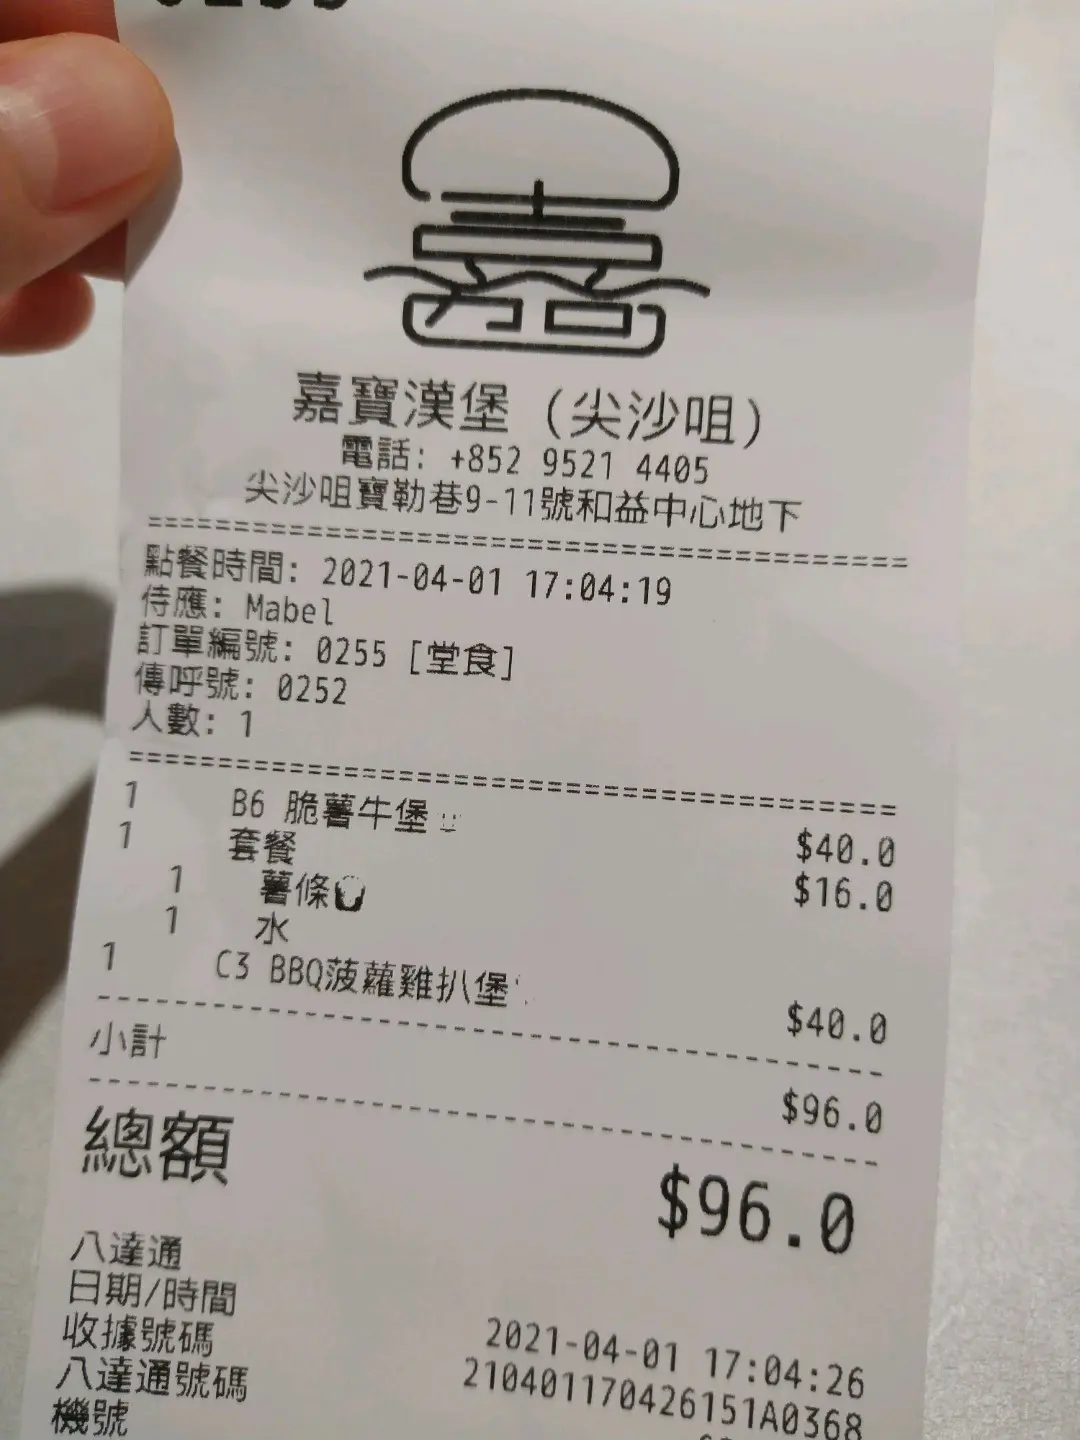 嘉寶漢堡 (尖沙咀)
電話: +852 9521 4405
尖沙咀寶勒巷9-11號和益中心地下
======================================
點餐時間: 2021-04-01 17:04:19
侍應: Mabel
訂單編號: 0255 [堂食]
傳呼號: 0252
人數: 1
======================================
1 B6 脆薯牛堡 $40.0
1 套餐 $16.0
1 薯條
1 水
1 C3 BBQ菠蘿雞扒堡 $40.0
小計 $96.0
總額 $96.0
八達通
日期/時間 2021-04-01 17:04:26
收據號碼 210401170426151A0368
八達通號碼
機號